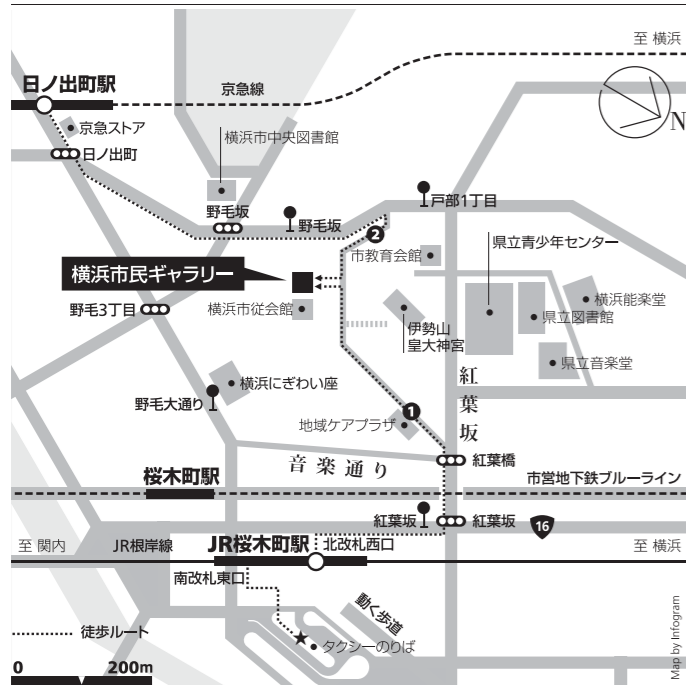 至 横浜
日ノ出町駅
京急線
N
京急ストア
横浜市中央図書館
日ノ出町
野毛坂
野毛坂
戸部1丁目
2
市教育会館
県立青少年センター
横浜市民ギャラリー
野毛3丁目
横浜市従会館
伊勢山
皇大神宮
横浜能楽堂
県立図書館
県立音楽堂
紅葉坂
横浜にぎわい座
野毛大通り
1
地域ケアプラザ
音楽通り
紅葉橋
桜木町駅
市営地下鉄ブルーライン
紅葉坂
紅葉坂
16
至 関内
JR根岸線
JR桜木町駅
北改札西口
至 横浜
南改札東口
動く歩道
徒歩ルート
タクシーのりば
0
200m
Map by Infogram